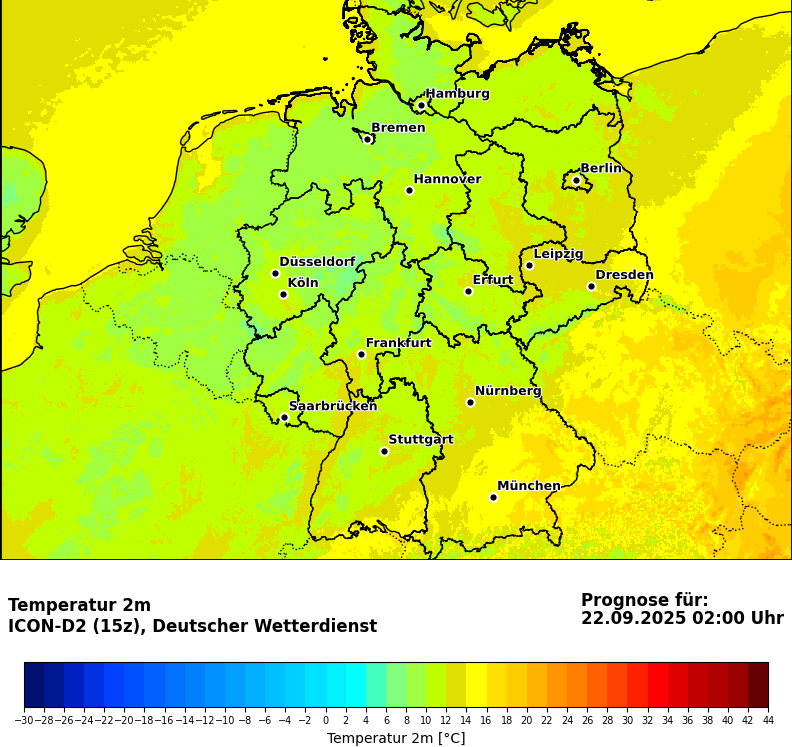 Hamburg
Bremen
Berlin
Hannover
Leipzig
Düsseldorf
Dresden
Köln
Erfurt
Frankfurt
Nürnberg
Saarbrücken
Stuttgart
München
Temperatur 2m
ICON-D2 (15z), Deutscher Wetterdienst
Prognose für:
22.09.2025 02:00 Uhr
−30 −28 −26 −24 −22 −20 −18 −16 −14 −12 −10 −8 −6 −4 −2 0 2 4 6 8 10 12 14 16 18 20 22 24 26 28 30 32 34 36 38 40 42 44
Temperatur 2m [°C]